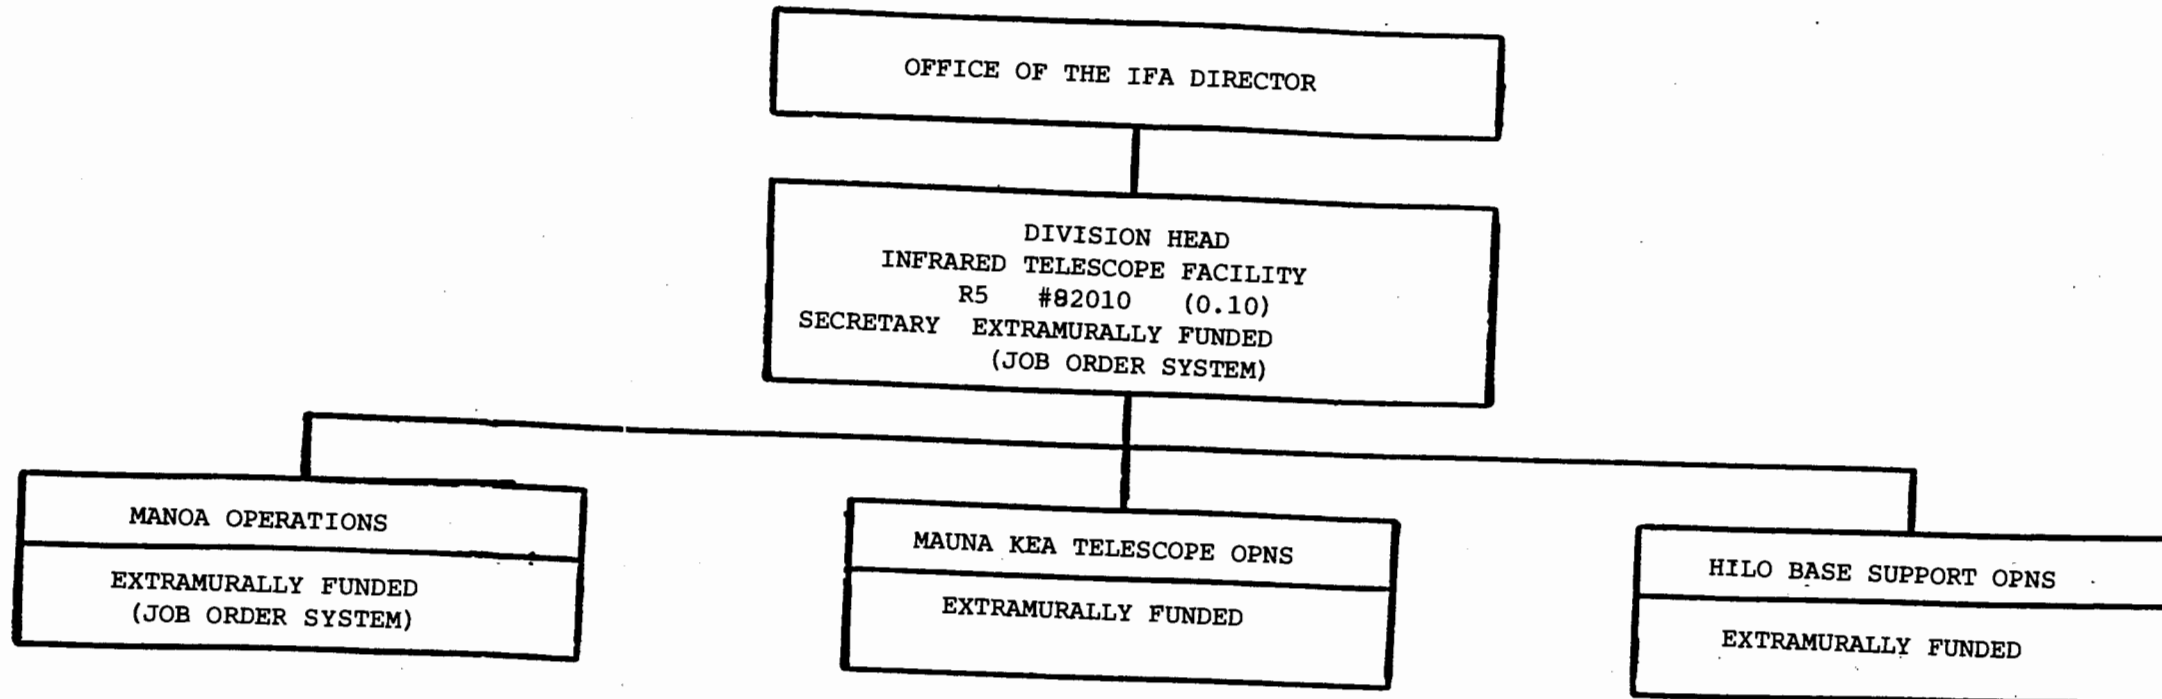 OFFICE OF THE IFA DIRECTOR
DIVISION HEAD
INFRARED TELESCOPE FACILITY
R5 #82010 (0.10)
SECRETARY EXTRAMURALLY FUNDED
(JOB ORDER SYSTEM)
MANOA OPERATIONS
EXTRAMURALLY FUNDED
(JOB ORDER SYSTEM)
MAUNA KEA TELESCOPE OPNS
EXTRAMURALLY FUNDED
HILO BASE SUPPORT OPNS
EXTRAMURALLY FUNDED